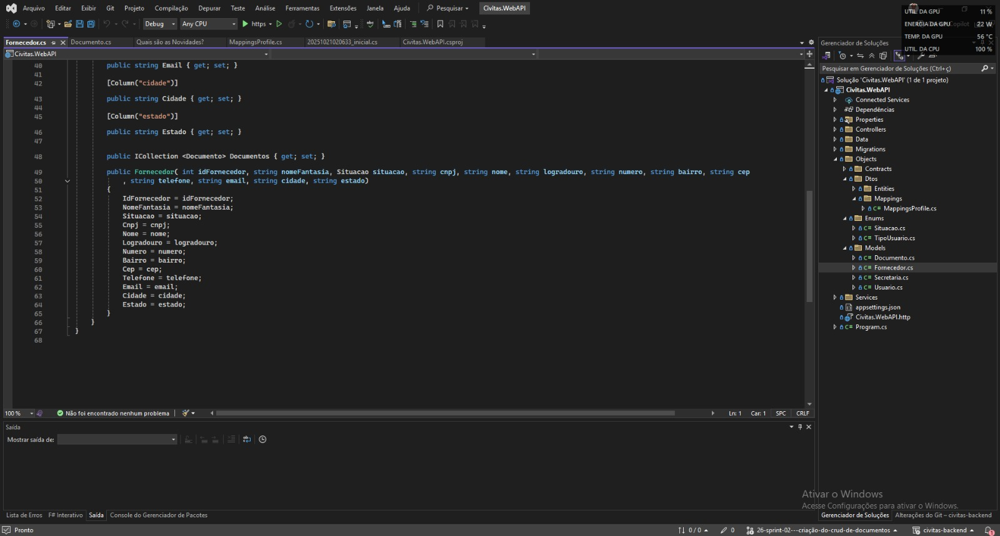 Arquivo Editar Exibir Git Projeto Compilação Depurar Teste Análise Ferramentas Extensões Janela Ajuda Pesquisar Civitas.WebAPI
UTIL. DA GPU 11 %
ENERGIA DA GPU 22 W
TEMP. DA GPU 56 °C
UTIL. DA CPU 100 %
Debug Any CPU https
Fornecedor.cs Documento.cs Quais são as Novidades? MappingsProfile.cs 20251021020633_inicial.cs Civitas.WebAPI.csproj
Civitas.WebAPI
40 public string Email { get; set; }
41
42 [Column("cidade")]
43 public string Cidade { get; set; }
44
45 [Column("estado")]
46 public string Estado { get; set; }
47
48 public ICollection <Documento> Documentos { get; set; }
49 public Fornecedor( int idFornecedor, string nomeFantasia, Situacao situacao, string cnpj, string nome, string logradouro, string numero, string bairro, string cep
50 , string telefone, string email, string cidade, string estado)
51 {
52 IdFornecedor = idFornecedor;
53 NomeFantasia = nomeFantasia;
54 Situacao = situacao;
55 Cnpj = cnpj;
56 Nome = nome;
57 Logradouro = logradouro;
58 Numero = numero;
59 Bairro = bairro;
60 Cep = cep;
61 Telefone = telefone;
62 Email = email;
63 Cidade = cidade;
64 Estado = estado;
65 }
66 }
67 }
68
100 % Não foi encontrado nenhum problema Ln: 1 Car: 1 SPC CRLF
Saída
Mostrar saída de:
Lista de Erros F# Interativo Saída Console do Gerenciador de Pacotes
Gerenciador de Soluções
Pesquisar em Gerenciador de Soluções (Ctrl+ç)
Solução 'Civitas.WebAPI' (1 de 1 projeto)
Civitas.WebAPI
Connected Services
Dependências
Properties
Controllers
Data
Migrations
Objects
Contracts
Dtos
Entities
Mappings
C# MappingsProfile.cs
Enums
C# Situacao.cs
C# TipoUsuario.cs
Models
C# Documento.cs
C# Fornecedor.cs
C# Secretaria.cs
C# Usuario.cs
Services
appsettings.json
Civitas.WebAPI.http
C# Program.cs
Ativar o Windows
Acesse Configurações para ativar o Windows.
Gerenciador de Soluções Alterações do Git – civitas-backend
Pronto 0 / 0 0 26-sprint-02---criação-do-crud-de-documentos civitas-backend 1